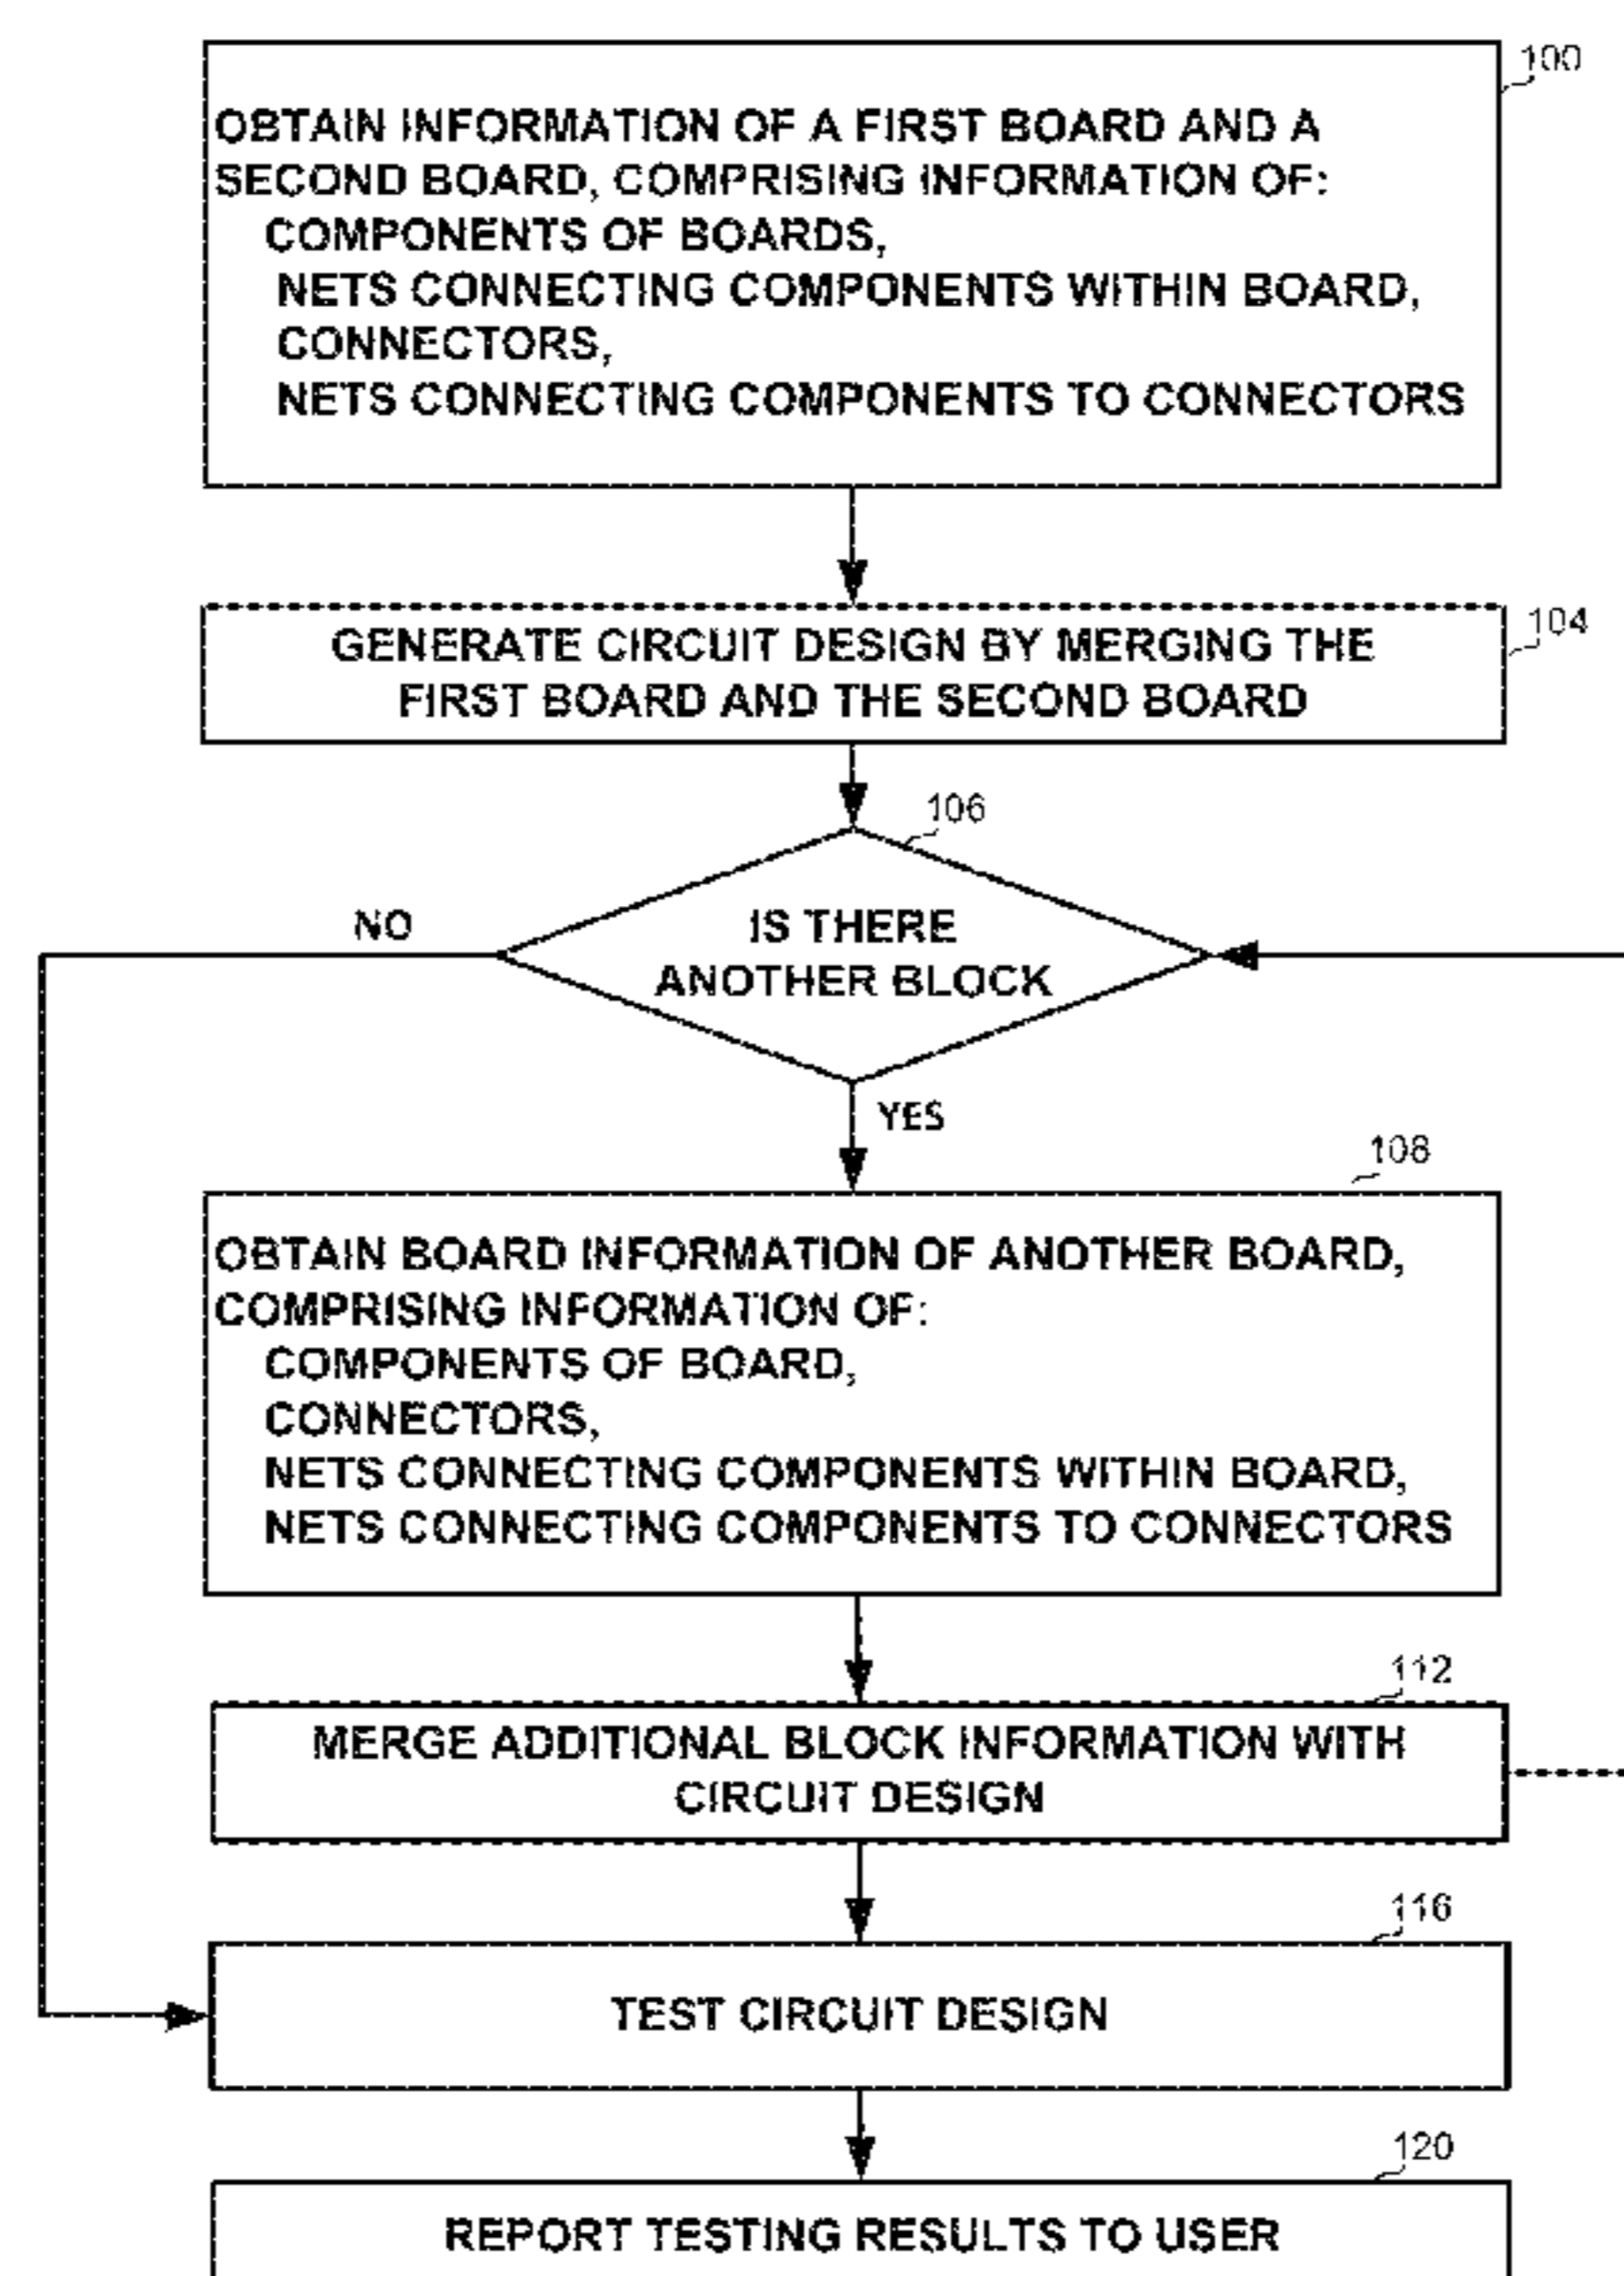 100
OBTAIN INFORMATION OF A FIRST BOARD AND A
SECOND BOARD, COMPRISING INFORMATION OF:
COMPONENTS OF BOARDS,
NETS CONNECTING COMPONENTS WITHIN BOARD,
CONNECTORS,
NETS CONNECTING COMPONENTS TO CONNECTORS
104
GENERATE CIRCUIT DESIGN BY MERGING THE
FIRST BOARD AND THE SECOND BOARD
106
NO
IS THERE
ANOTHER BLOCK
YES
108
OBTAIN BOARD INFORMATION OF ANOTHER BOARD,
COMPRISING INFORMATION OF:
COMPONENTS OF BOARD,
CONNECTORS,
NETS CONNECTING COMPONENTS WITHIN BOARD,
NETS CONNECTING COMPONENTS TO CONNECTORS
112
MERGE ADDITIONAL BLOCK INFORMATION WITH
CIRCUIT DESIGN
116
TEST CIRCUIT DESIGN
120
REPORT TESTING RESULTS TO USER